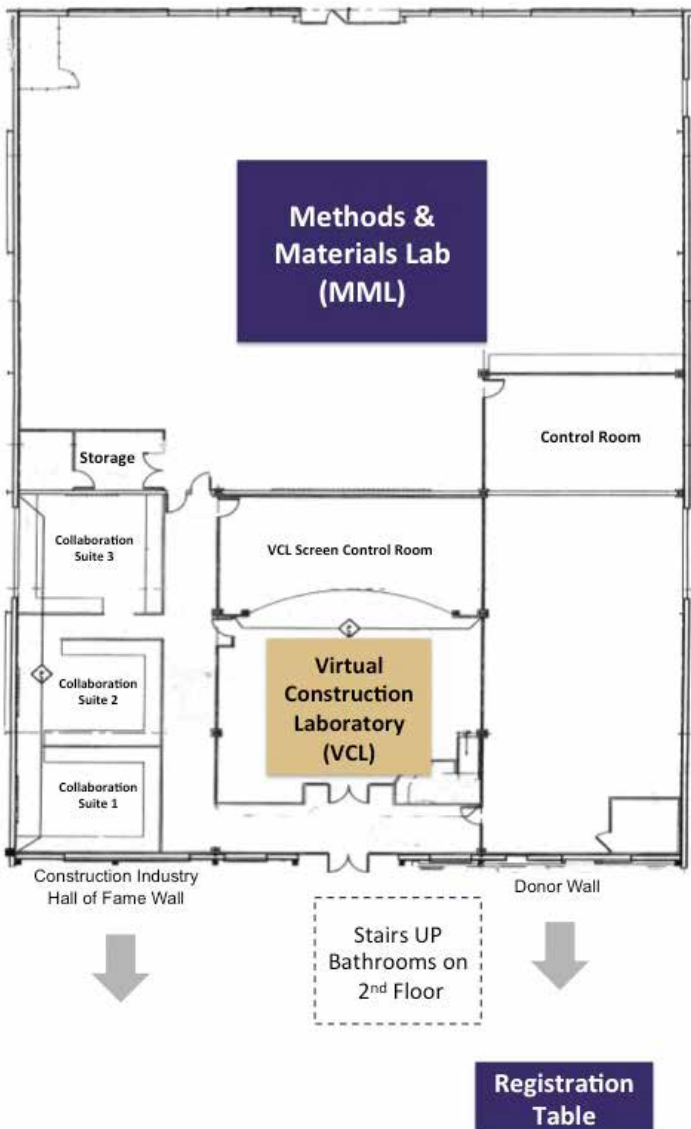 Methods &
Materials Lab
(MML)
Control Room
Storage
Collaboration
Suite 3
VCL Screen Control Room
Virtual
Construction
Laboratory
(VCL)
Collaboration
Suite 2
Collaboration
Suite 1
Construction Industry
Hall of Fame Wall
Donor Wall
Stairs UP
Bathrooms on
2nd Floor
Registration
Table